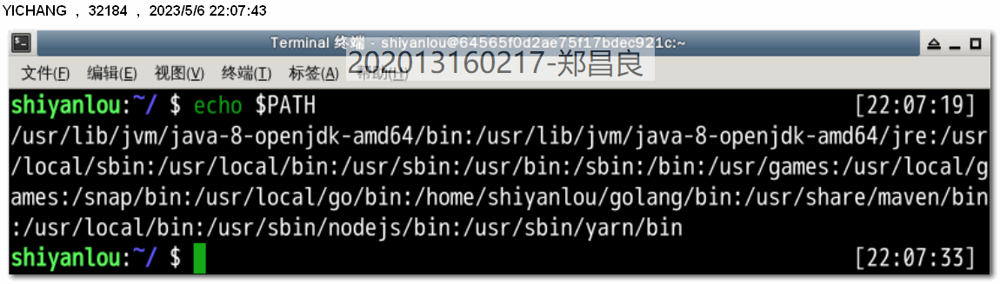 YICHANG , 32184 , 2023/5/6 22:07:43
Terminal 终端 - shiyanlou@64565f0d2ae75f17bdec921c:~
文件(F) 编辑(E) 视图(V) 终端(T) 标签(A) 帮助(H)
202013160217-郑昌良
shiyanlou:~/ $ echo $PATH [22:07:19]
/usr/lib/jvm/java-8-openjdk-amd64/bin:/usr/lib/jvm/java-8-openjdk-amd64/jre:/usr
/local/sbin:/usr/local/bin:/usr/sbin:/usr/bin:/sbin:/bin:/usr/games:/usr/local/g
ames:/snap/bin:/usr/local/go/bin:/home/shiyanlou/golang/bin:/usr/share/maven/bin
:/usr/local/bin:/usr/sbin/nodejs/bin:/usr/sbin/yarn/bin
shiyanlou:~/ $ [22:07:33]